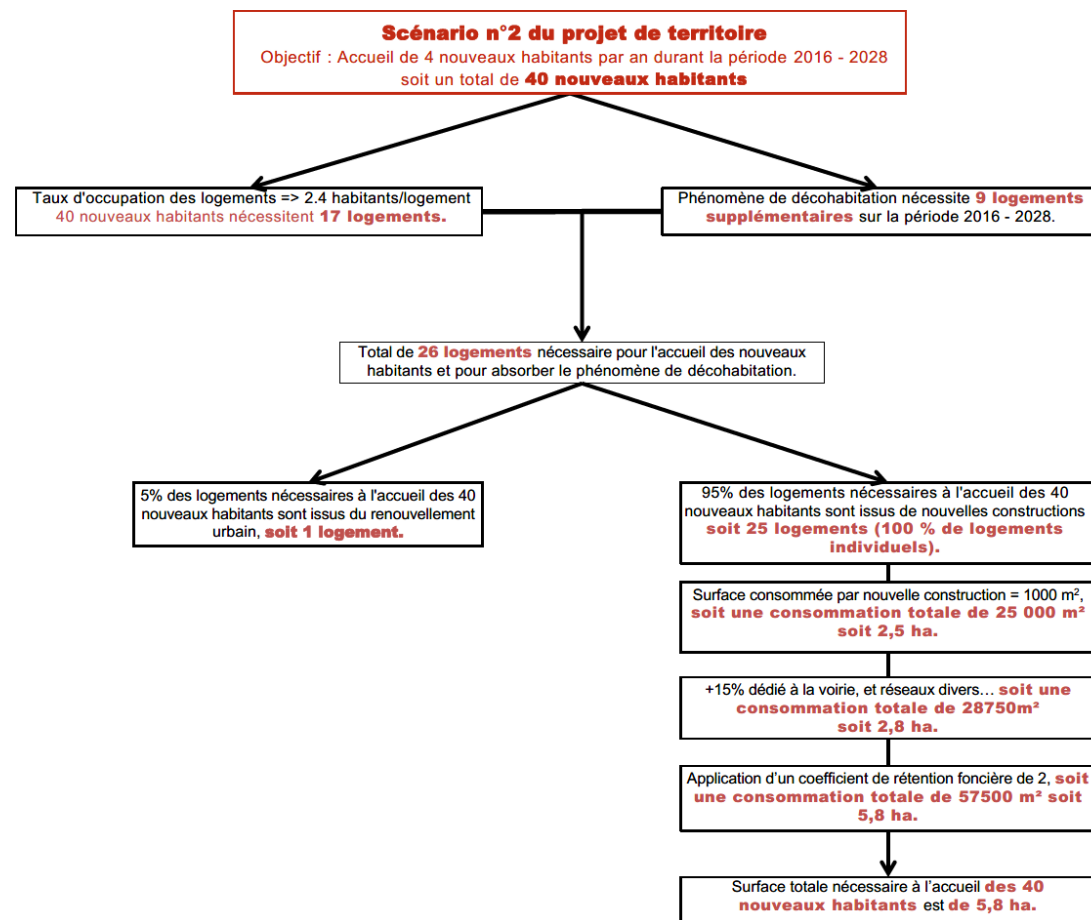 Scénario n°2 du projet de territoire
Objectif : Accueil de 4 nouveaux habitants par an durant la période 2016 - 2028
soit un total de 40 nouveaux habitants
Taux d'occupation des logements => 2.4 habitants/logement
40 nouveaux habitants nécessitent 17 logements.
Phénomène de décohabitation nécessite 9 logements
supplémentaires sur la période 2016 - 2028.
Total de 26 logements nécessaire pour l'accueil des nouveaux
habitants et pour absorber le phénomène de décohabitation.
5% des logements nécessaires à l'accueil des 40
nouveaux habitants sont issus du renouvellement
urbain, soit 1 logement.
95% des logements nécessaires à l'accueil des 40
nouveaux habitants sont issus de nouvelles constructions
soit 25 logements (100 % de logements
individuels).
Surface consommée par nouvelle construction = 1000 m²,
soit une consommation totale de 25 000 m²
soit 2,5 ha.
+15% dédié à la voirie, et réseaux divers… soit une
consommation totale de 28750m²
soit 2,8 ha.
Application d'un coefficient de rétention foncière de 2, soit
une consommation totale de 57500 m² soit
5,8 ha.
Surface totale nécessaire à l'accueil des 40
nouveaux habitants est de 5,8 ha.